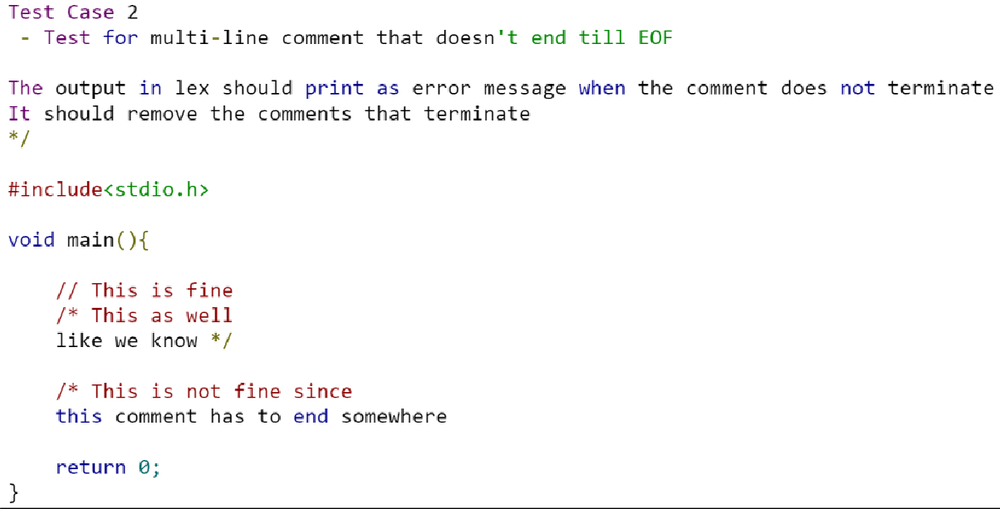 Test Case 2
 - Test for multi-line comment that doesn't end till EOF

The output in lex should print as error message when the comment does not terminate
It should remove the comments that terminate
*/

#include<stdio.h>

void main(){

    // This is fine
    /* This as well
    like we know */

    /* This is not fine since
    this comment has to end somewhere

    return 0;
}